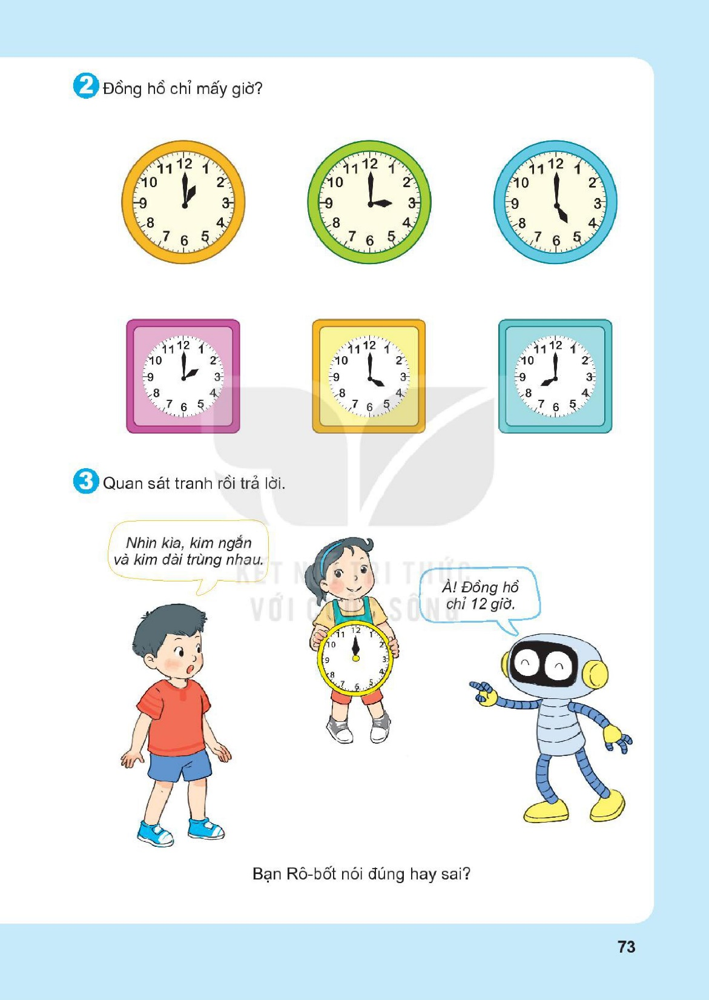 2 Đồng hồ chỉ mấy giờ?
11 12 1
10 2
9 3
8 4
7 6 5
11 12 1
10 2
9 3
8 4
7 6 5
11 12 1
10 2
9 3
8 4
7 6 5
11 12 1
10 2
9 3
8 4
7 6 5
11 12 1
10 2
9 3
8 4
7 6 5
11 12 1
10 2
9 3
8 4
7 6 5
3 Quan sát tranh rồi trả lời.
Nhìn kìa, kim ngắn
và kim dài trùng nhau.
KẾT NỐI TRI THỨC
VỚI CUỘC SỐNG
À! Đồng hồ
chỉ 12 giờ.
11 12 1
10 2
9 3
8 4
7 6 5
Bạn Rô-bốt nói đúng hay sai?
73